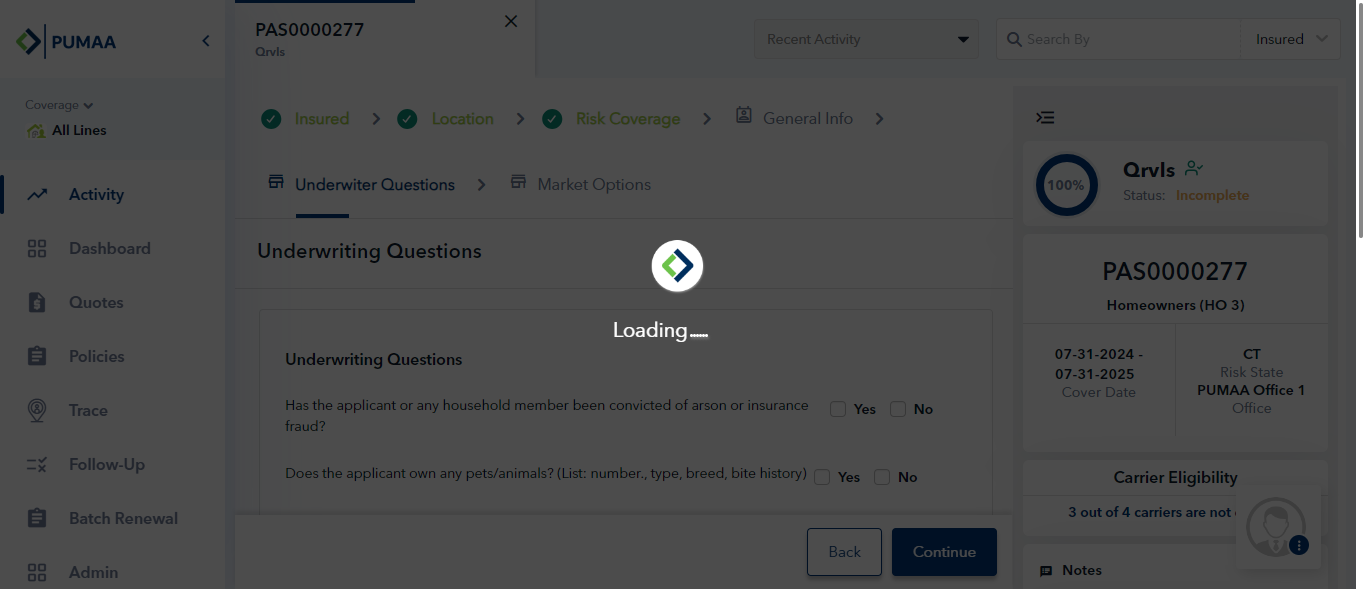 PUMAA
Coverage
All Lines
Activity
Dashboard
Quotes
Policies
Trace
Follow-Up
Batch Renewal
Admin
PAS0000277
Qrvls
Recent Activity
Search By
Insured
Insured
Location
Risk Coverage
General Info
Underwiter Questions
Market Options
Underwriting Questions
Loading......
Underwriting Questions
Has the applicant or any household member been convicted of arson or insurance
fraud?
Yes
No
Does the applicant own any pets/animals? (List: number., type, breed, bite history)
Yes
No
Back
Continue
100%
Qrvls
Status: Incomplete
PAS0000277
Homeowners (HO 3)
07-31-2024 -
07-31-2025
Cover Date
CT
Risk State
PUMAA Office 1
Office
Carrier Eligibility
3 out of 4 carriers are not
Notes